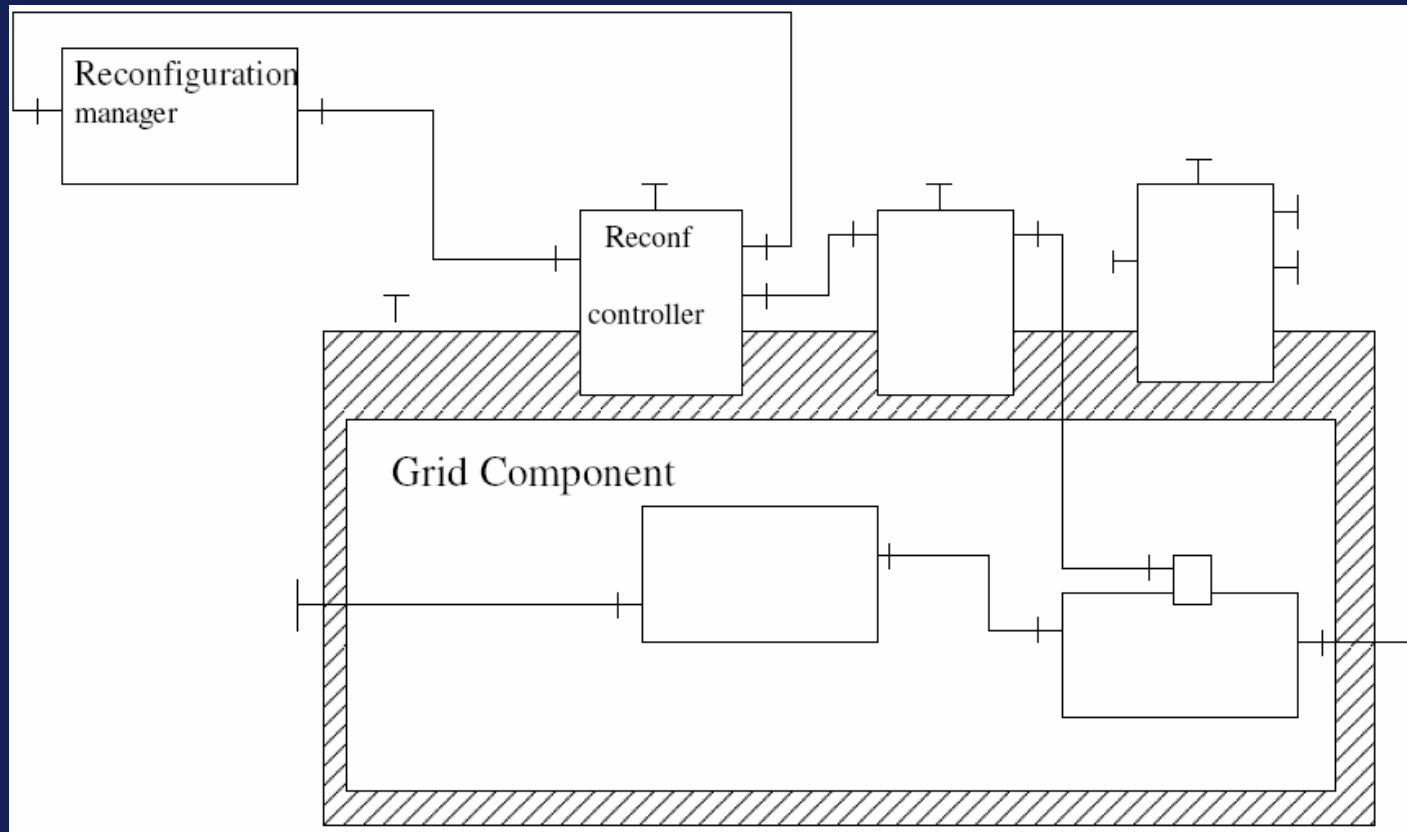 Reconfiguration
manager
Reconf
controller
Grid Component